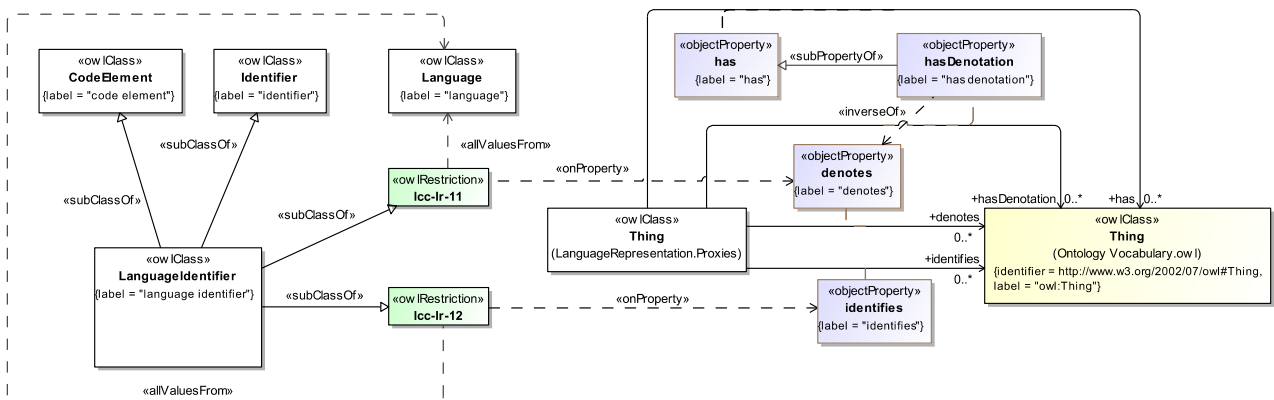 «owlClass»
CodeElement
{label = "code element"}
«owlClass»
Identifier
{label = "identifier"}
«owlClass»
Language
{label = "language"}
«objectProperty»
has
{label = "has"}
«subPropertyOf»
«objectProperty»
hasDenotation
{label = "has denotation"}
«inverseOf»
«subClassOf»
«allValuesFrom»
«objectProperty»
denotes
{label = "denotes"}
«onProperty»
«owlRestriction»
lcc-lr-11
«subClassOf»
«subClassOf»
+hasDenotation
0..*
+has
0..*
«owlClass»
Thing
(LanguageRepresentation.Proxies)
+denotes
0..*
+identifies
0..*
«owlClass»
Thing
(Ontology Vocabulary.owl)
{identifier = http://www.w3.org/2002/07/owl#Thing,
label = "owl:Thing"}
«owlClass»
LanguageIdentifier
{label = "language identifier"}
«subClassOf»
«owlRestriction»
lcc-lr-12
«onProperty»
«objectProperty»
identifies
{label = "identifies"}
«allValuesFrom»